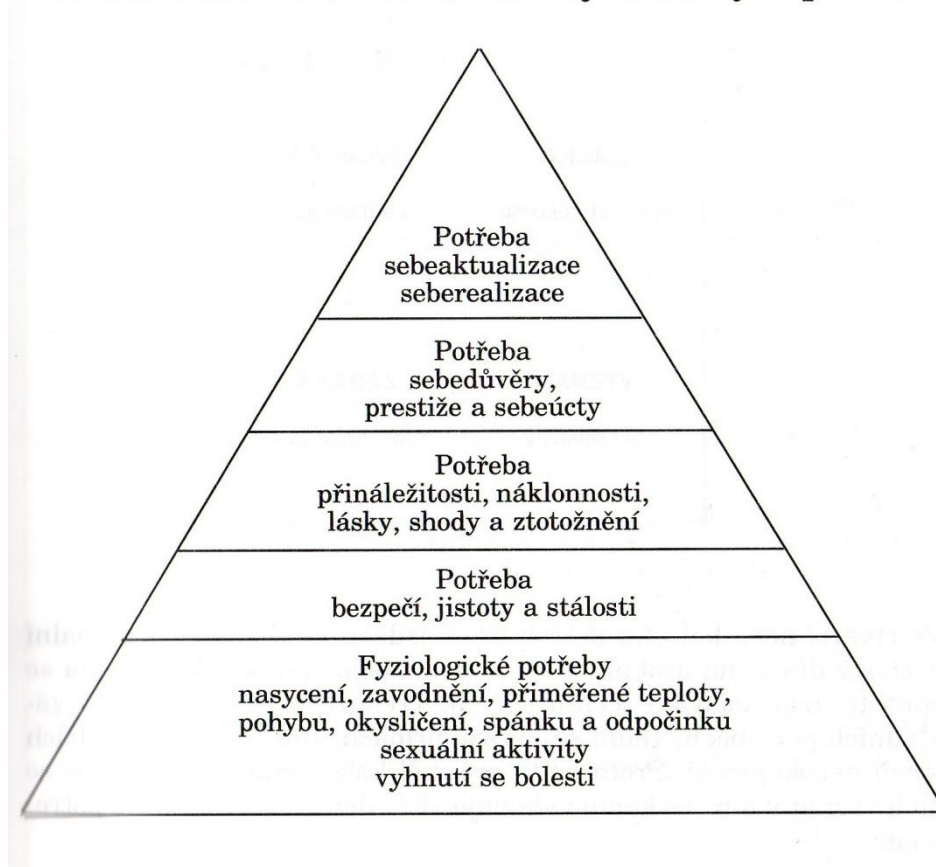 Potřeba
sebeaktualizace
seberealizace
Potřeba
sebedůvěry,
prestiže a sebeúcty
Potřeba
přináležitosti, náklonnosti,
lásky, shody a ztotožnění
Potřeba
bezpečí, jistoty a stálosti
Fyziologické potřeby
nasycení, zavodnění, přiměřené teploty,
pohybu, okysličení, spánku a odpočinku
sexuální aktivity
vyhnutí se bolesti